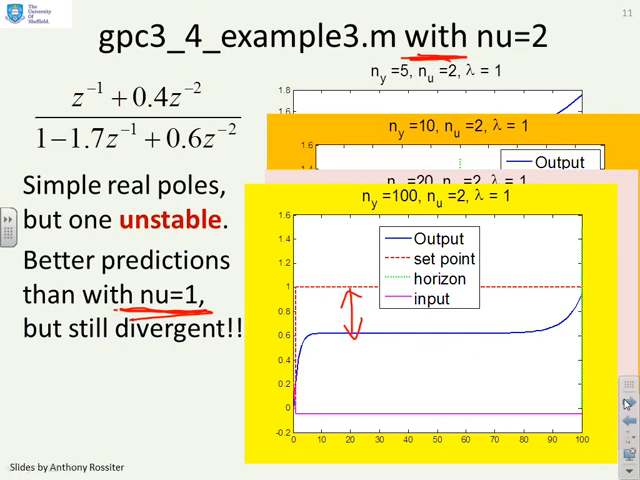 The
University
Of
Sheffield.
11
gpc3_4_example3.m with nu=2
z⁻¹ + 0.4z⁻²
1−1.7z⁻¹ + 0.6z⁻²
Simple real poles,
but one unstable.
Better predictions
than with nu=1,
but still divergent!!
n_y =5, n_u =2, λ = 1
1.8
1.6
n_y =10, n_u =2, λ = 1
1.6
1.4
Output
n_y =100, n_u =2, λ = 1
1.6
1.4
1.2
1
0.8
0.6
0.4
0.2
0
-0.2
0 10 20 30 40 50 60 70 80 90 100
Output
set point
horizon
input
Slides by Anthony Rossiter